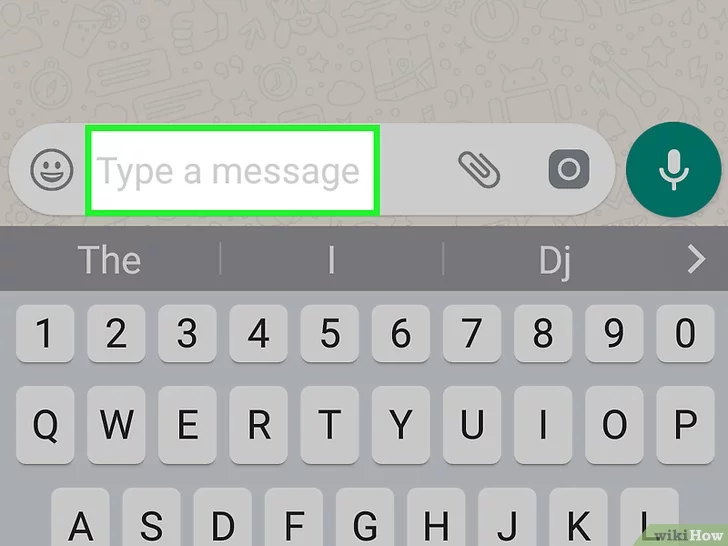 Type a message
The I Dj
1 2 3 4 5 6 7 8 9 0
Q W E R T Y U I O P
A S D F G H J K L
wikiHow